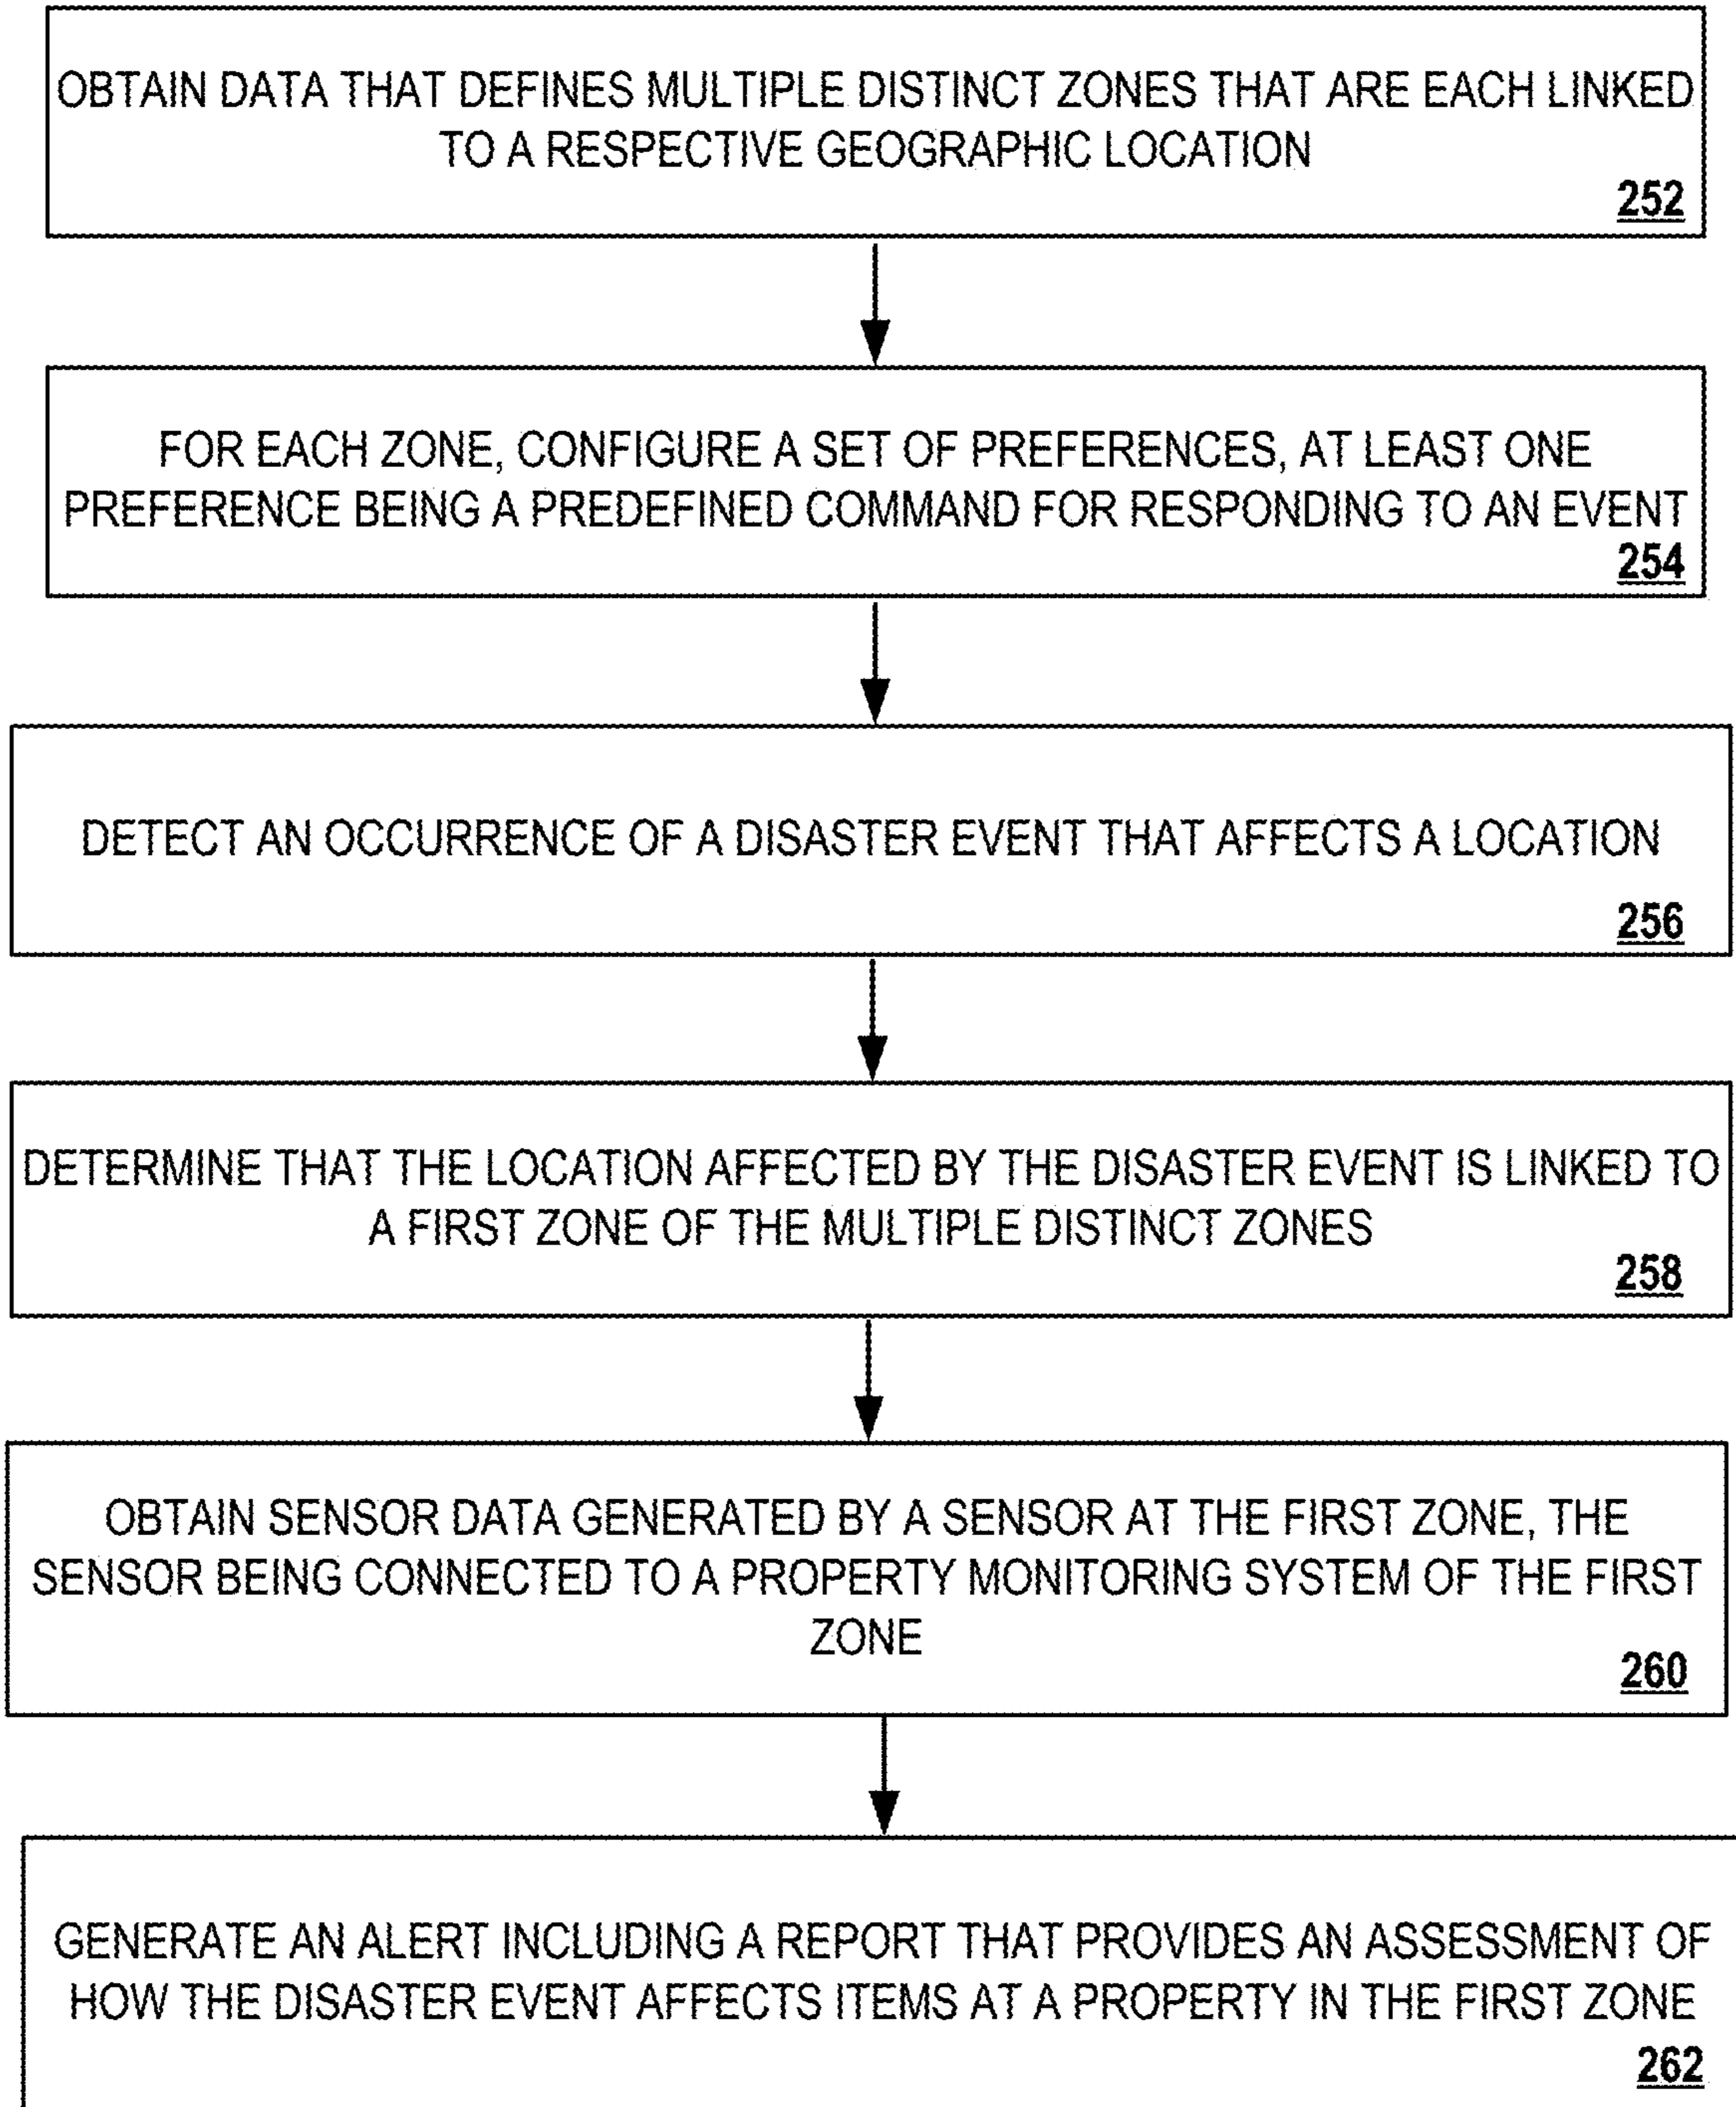 OBTAIN DATA THAT DEFINES MULTIPLE DISTINCT ZONES THAT ARE EACH LINKED
TO A RESPECTIVE GEOGRAPHIC LOCATION
252
FOR EACH ZONE, CONFIGURE A SET OF PREFERENCES, AT LEAST ONE
PREFERENCE BEING A PREDEFINED COMMAND FOR RESPONDING TO AN EVENT
254
DETECT AN OCCURRENCE OF A DISASTER EVENT THAT AFFECTS A LOCATION
256
DETERMINE THAT THE LOCATION AFFECTED BY THE DISASTER EVENT IS LINKED TO
A FIRST ZONE OF THE MULTIPLE DISTINCT ZONES
258
OBTAIN SENSOR DATA GENERATED BY A SENSOR AT THE FIRST ZONE, THE
SENSOR BEING CONNECTED TO A PROPERTY MONITORING SYSTEM OF THE FIRST
ZONE
260
GENERATE AN ALERT INCLUDING A REPORT THAT PROVIDES AN ASSESSMENT OF
HOW THE DISASTER EVENT AFFECTS ITEMS AT A PROPERTY IN THE FIRST ZONE
262